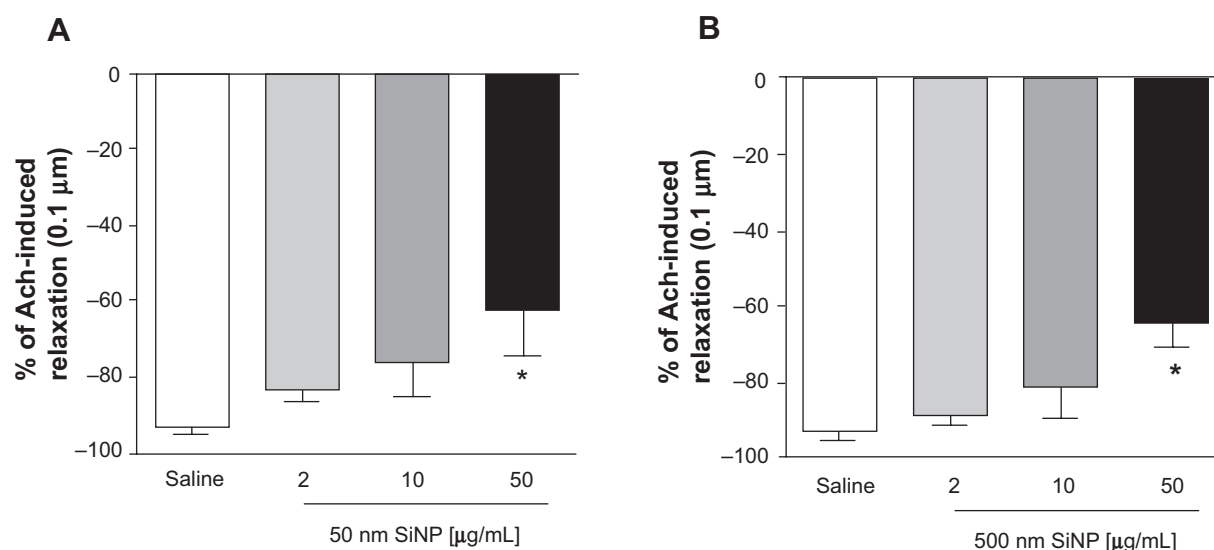 A
% of Ach-induced
relaxation (0.1 μm)
0
–20
–40
–60
–80
–100
*
Saline
2
10
50
50 nm SiNP [μg/mL]
B
% of Ach-induced
relaxation (0.1 μm)
0
–20
–40
–60
–80
–100
*
Saline
2
10
50
500 nm SiNP [μg/mL]